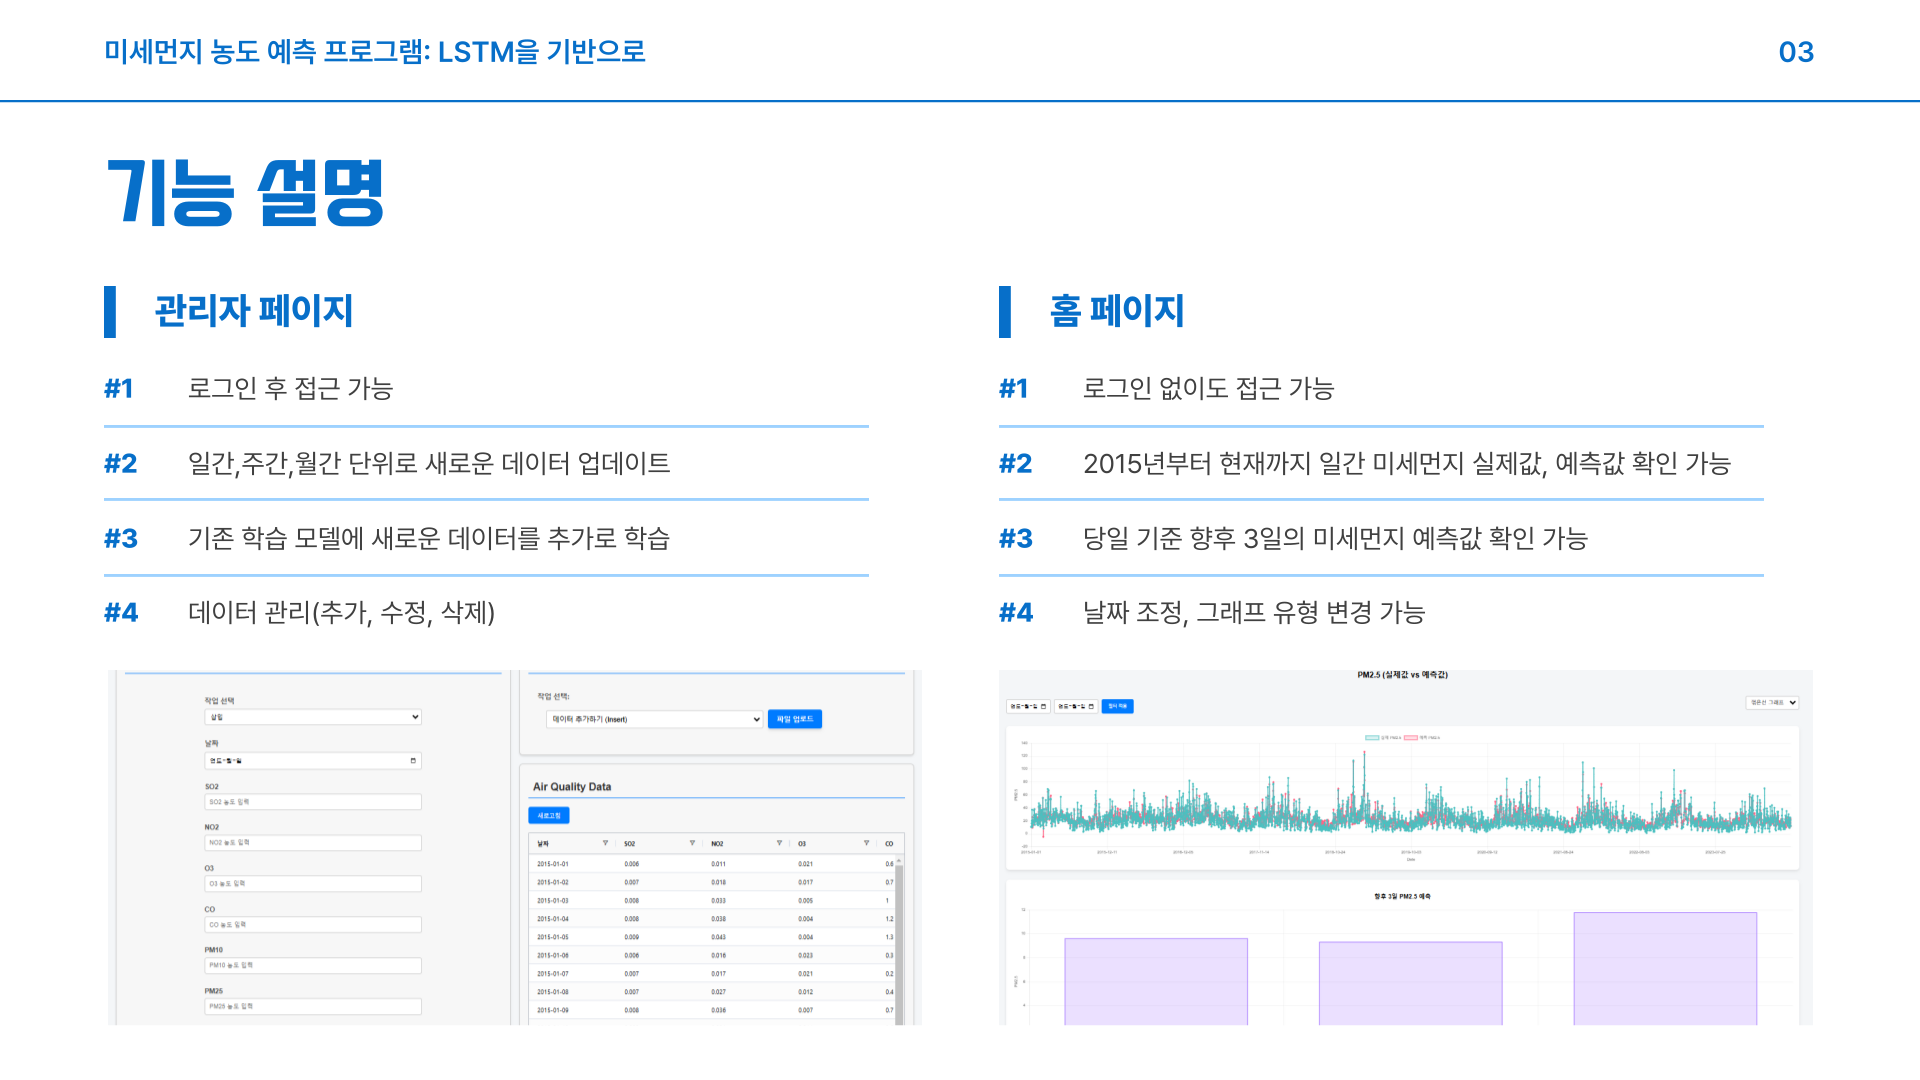 미세먼지 농도 예측 프로그램: LSTM을 기반으로
03
기능 설명
관리자 페이지
#1 로그인 후 접근 가능
#2 일간,주간,월간 단위로 새로운 데이터 업데이트
#3 기존 학습 모델에 새로운 데이터를 추가로 학습
#4 데이터 관리(추가, 수정, 삭제)
홈 페이지
#1 로그인 없이도 접근 가능
#2 2015년부터 현재까지 일간 미세먼지 실제값, 예측값 확인 가능
#3 당일 기준 향후 3일의 미세먼지 예측값 확인 가능
#4 날짜 조정, 그래프 유형 변경 가능
작업 선택
삽입
날짜
연도-월-일
SO2
SO2 농도 입력
NO2
NO2 농도 입력
O3
O3 농도 입력
CO
CO 농도 입력
PM10
PM10 농도 입력
PM25
PM25 농도 입력
작업 선택:
데이터 추가하기 (Insert)
파일 업로드
Air Quality Data
새로고침
날짜 SO2 NO2 O3 CO
2015-01-01 0.006 0.011 0.021 0.6
2015-01-02 0.007 0.018 0.017 0.7
2015-01-03 0.008 0.033 0.005 1
2015-01-04 0.008 0.038 0.004 1.2
2015-01-05 0.009 0.043 0.004 1.3
2015-01-06 0.006 0.016 0.023 0.3
2015-01-07 0.007 0.017 0.021 0.2
2015-01-08 0.007 0.027 0.012 0.4
2015-01-09 0.008 0.036 0.007 0.7
PM2.5 (실제값 vs 예측값)
연도-월-일 연도-월-일
꺾은선 그래프
실제 PM2.5 예측 PM2.5
Date
향후 3일 PM2.5 예측